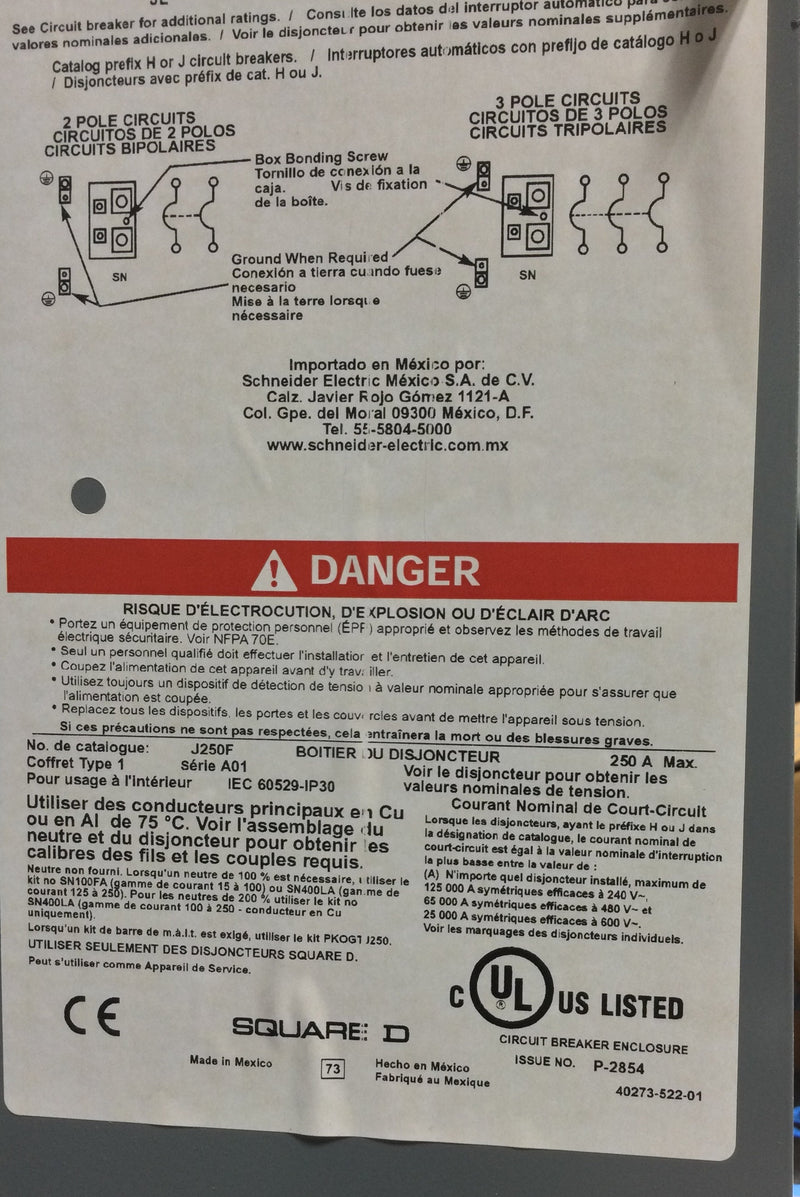 See Circuit breaker for additional ratings. / Consulte los datos del interruptor automático para
valores nominales adicionales. / Voir le disjoncteur pour obtenir les valeurs nominales supplémentaires.
Catalog prefix H or J circuit breakers. / Interruptores automáticos con prefijo de catálogo H o J
/ Disjoncteurs avec préfix de cat. H ou J.
2 POLE CIRCUITS
CIRCUITOS DE 2 POLOS
CIRCUITS BIPOLAIRES
3 POLE CIRCUITS
CIRCUITOS DE 3 POLOS
CIRCUITS TRIPOLAIRES
Box Bonding Screw
Tornillo de conexión a la
caja. Vis de fixation
de la boîte.
SN
SN
Ground When Required
Conexión a tierra cuando fuese
necesario
Mise à la terre lorsque
nécessaire
Importado en México por:
Schneider Electric México S.A. de C.V.
Calz. Javier Rojo Gómez 1121-A
Col. Gpe. del Moral 09300 México, D.F.
Tel. 55-5804-5000
www.schneider-electric.com.mx
DANGER
RISQUE D'ÉLECTROCUTION, D'EXPLOSION OU D'ÉCLAIR D'ARC
* Portez un équipement de protection personnel (ÉPP) approprié et observez les méthodes de travail
électrique sécuritaire. Voir NFPA 70E.
* Seul un personnel qualifié doit effectuer l'installation et l'entretien de cet appareil.
* Coupez l'alimentation de cet appareil avant d'y travailler.
* Utilisez toujours un dispositif de détection de tension à valeur nominale appropriée pour s'assurer que
l'alimentation est coupée.
* Replacez tous les dispositifs, les portes et les couvercles avant de mettre l'appareil sous tension.
Si ces précautions ne sont pas respectées, cela entraînera la mort ou des blessures graves.
No. de catalogue: J250F BOITIER DU DISJONCTEUR 250 A Max.
Coffret Type 1 série A01
Pour usage à l'intérieur IEC 60529-IP30
Voir le disjoncteur pour obtenir les
valeurs nominales de tension.
Utiliser des conducteurs principaux en Cu
ou en Al de 75 °C. Voir l'assemblage du
neutre et du disjoncteur pour obtenir les
calibres des fils et les couples requis.
Neutre non fourni. Lorsqu'un neutre de 100 % est nécessaire, utiliser le
kit no SN100FA (gamme de courant 15 à 100) ou SN400LA (gamme de
courant 125 à 250). Pour les neutres de 200 % utiliser le kit no
SN400LA (gamme de courant 100 à 250 - conducteur en Cu
uniquement).
Lorsqu'un kit de barre de m.à.l.t. est exigé, utiliser le kit PKOGTJ250.
UTILISER SEULEMENT DES DISJONCTEURS SQUARE D.
Peut s'utiliser comme Appareil de Service.
Courant Nominal de Court-Circuit
Lorsque les disjoncteurs, ayant le préfixe H ou J dans
la désignation de catalogue, le courant nominal de
court-circuit est égal à la valeur nominale d'interruption
la plus basse entre la valeur de :
(A) N'importe quel disjoncteur installé, maximum de
125 000 A symétriques efficaces à 240 V~,
65 000 A symétriques efficaces à 480 V~ et
25 000 A symétriques efficaces à 600 V~.
Voir les marquages des disjoncteurs individuels.
CE
SQUARE D
C UL ® US LISTED
CIRCUIT BREAKER ENCLOSURE
ISSUE NO. P-2854
Made in Mexico
73
Hecho en México
Fabriqué au Mexique
40273-522-01